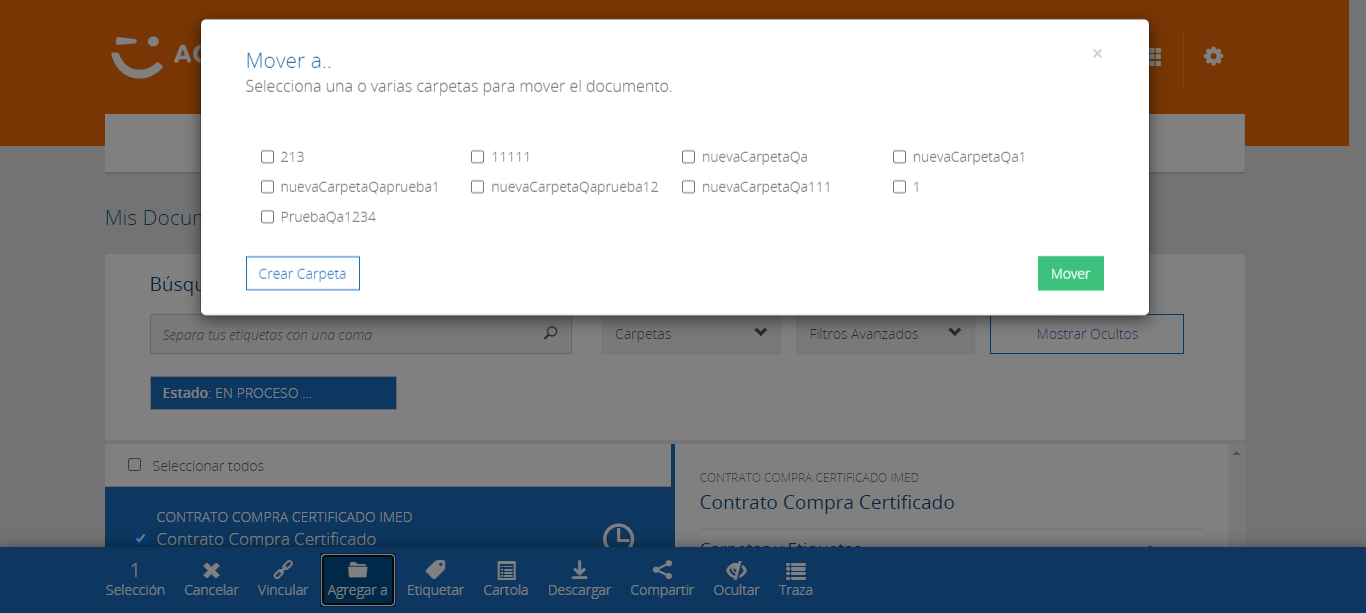 Mover a..
×
Selecciona una o varias carpetas para mover el documento.
213
11111
nuevaCarpetaQa
nuevaCarpetaQa1
nuevaCarpetaQaprueba1
nuevaCarpetaQaprueba12
nuevaCarpetaQa111
1
PruebaQa1234
Crear Carpeta
Mover
Separa tus etiquetas con una coma
Carpetas
Filtros Avanzados
Mostrar Ocultos
Estado: EN PROCESO ...
Seleccionar todos
CONTRATO COMPRA CERTIFICADO IMED
Contrato Compra Certificado
CONTRATO COMPRA CERTIFICADO IMED
Contrato Compra Certificado
1
Selección
Cancelar
Vincular
Agregar a
Etiquetar
Cartola
Descargar
Compartir
Ocultar
Traza